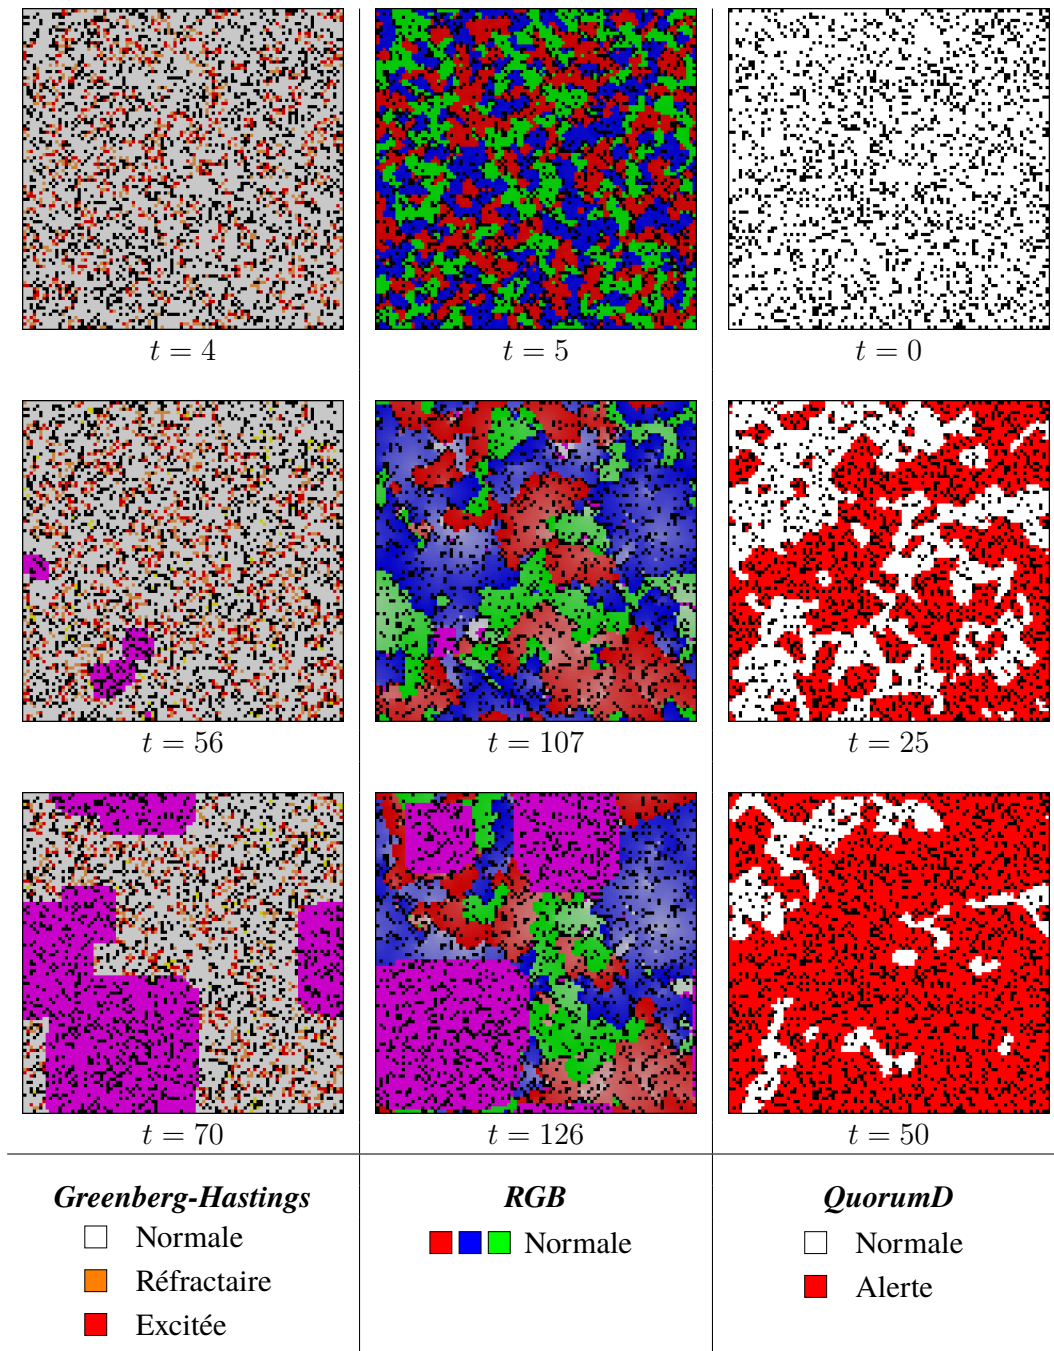 t = 4
t = 5
t = 0
t = 56
t = 107
t = 25
t = 70
t = 126
t = 50
Greenberg-Hastings
Normale
Réfractaire
Excitée
RGB
Normale
QuorumD
Normale
Alerte